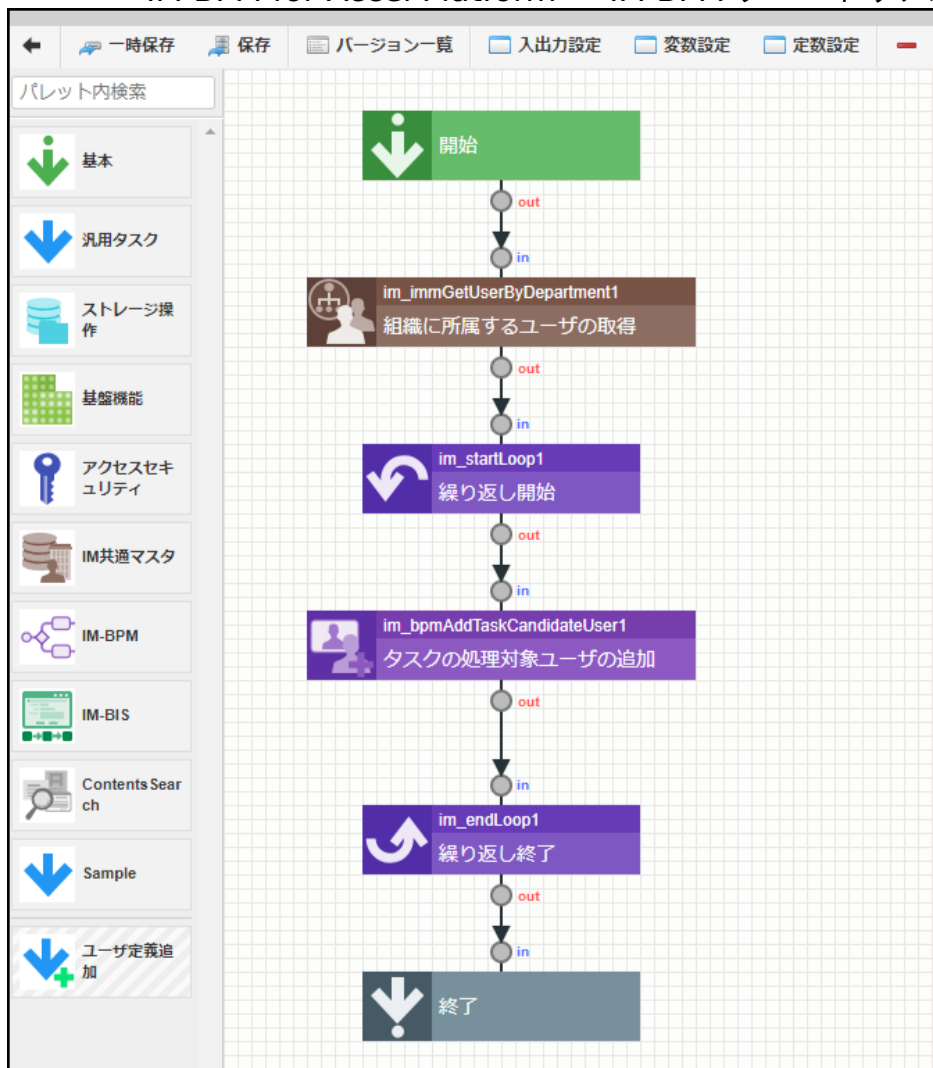 一時保存
保存
バージョン一覧
入出力設定
変数設定
定数設定
パレット内検索
基本
汎用タスク
ストレージ操
作
基盤機能
アクセスセキ
ュリティ
IM共通マスタ
IM-BPM
IM-BIS
ContentsSear
ch
Sample
ユーザ定義追
加
開始
out
in
im_immGetUserByDepartment1
組織に所属するユーザの取得
out
in
im_startLoop1
繰り返し開始
out
in
im_bpmAddTaskCandidateUser1
タスクの処理対象ユーザの追加
out
in
im_endLoop1
繰り返し終了
out
in
終了